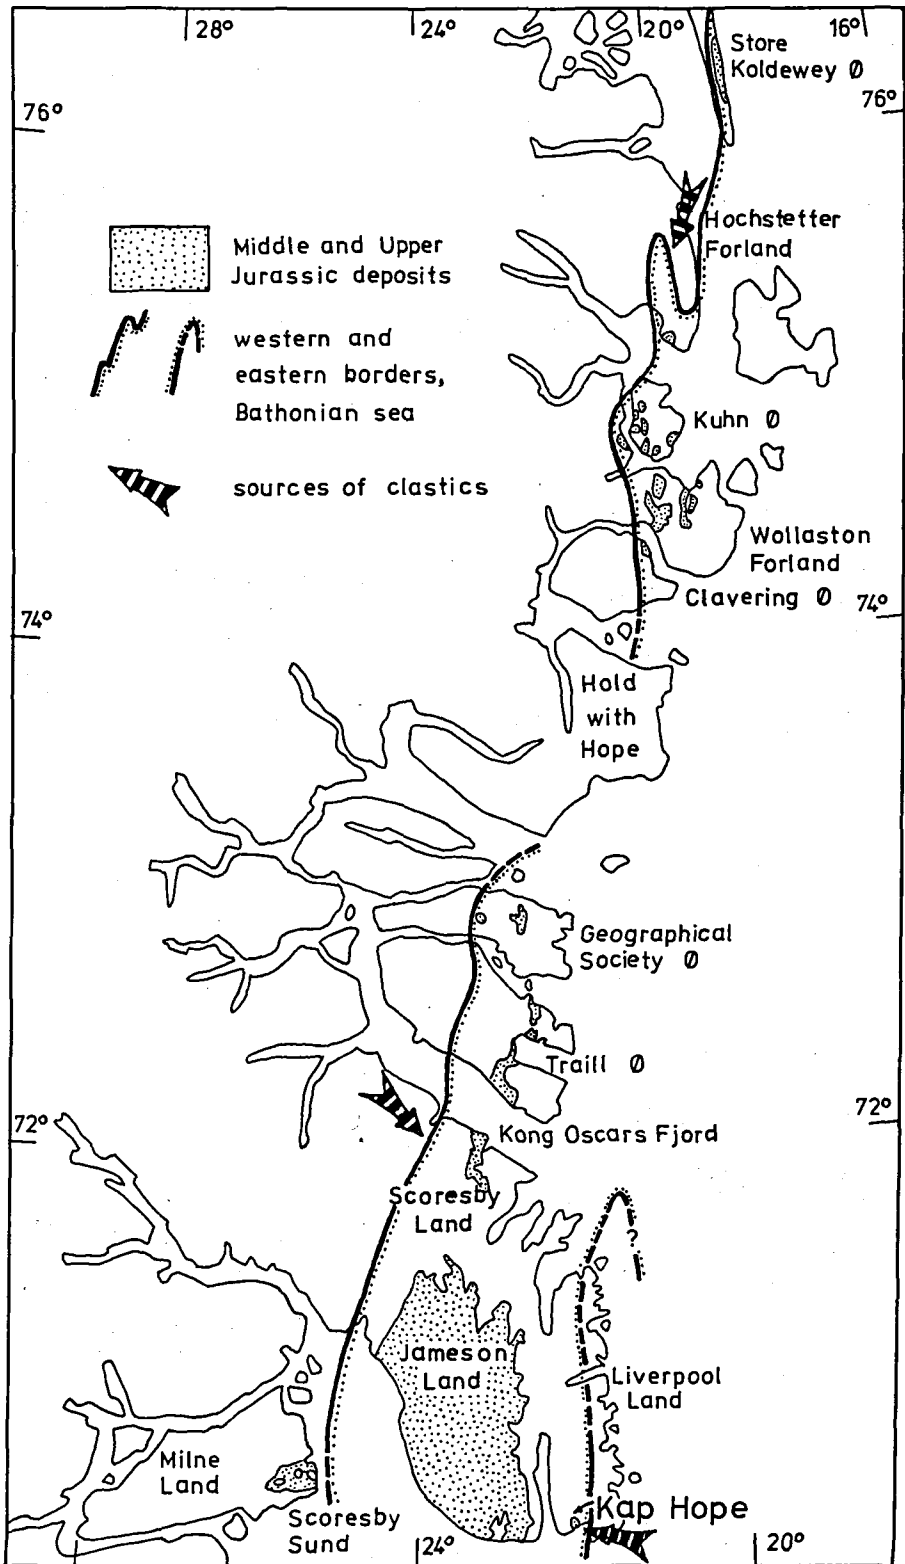 28°
24°
20°
16°
Store
Koldewey Ø
76°
76°
Hochstetter
Forland
Middle and Upper
Jurassic deposits
western and
eastern borders,
Bathonian sea
Kuhn Ø
sources of clastics
Wollaston
Forland
Clavering Ø
74°
74°
Hold
with
Hope
Geographical
Society Ø
Traill Ø
72°
72°
Kong Oscars Fjord
Scoresby
Land
?
Jameson
Land
Liverpool
Land
Milne
Land
Kap Hope
Scoresby
Sund
24°
20°